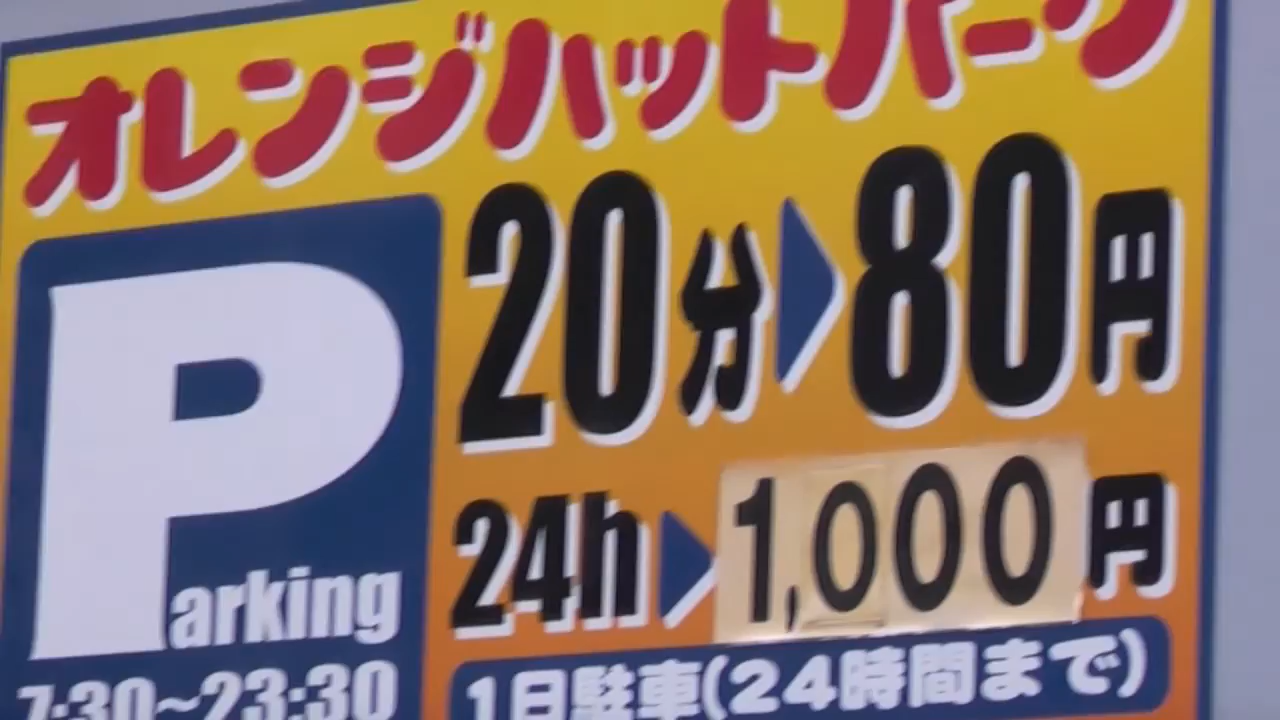 オレンジハットパーク
20分▶80円
24h▶1,000円
Parking
7:30~23:30
1日駐車(24時間まで)